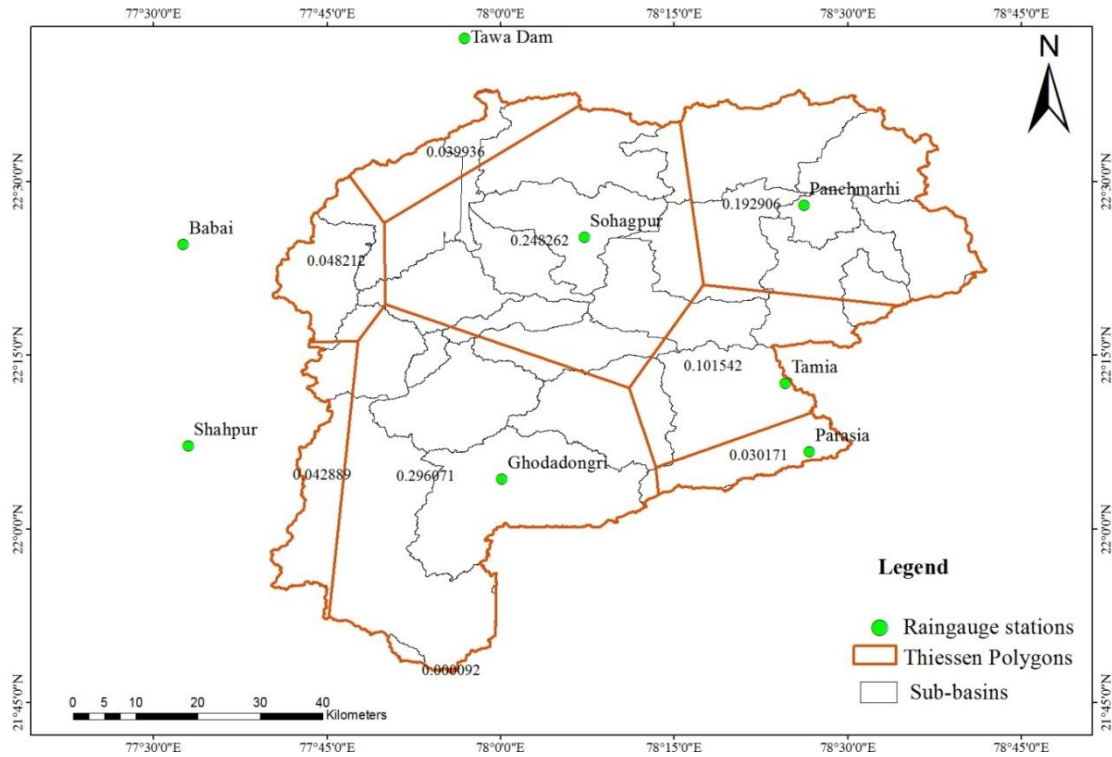 77°30'0"E 77°45'0"E 78°0'0"E 78°15'0"E 78°30'0"E 78°45'0"E
Tawa Dam
N
0.039936
22°30'0"N 22°30'0"N
Panchmarhi
0.192906
Babai
Sohagpur
0.248262
0.048212
22°15'0"N 22°15'0"N
0.101542
Tamia
Shahpur
Parasia
0.030171
Ghodadongri
0.042889
0.296071
22°0'0"N 22°0'0"N
Legend
Raingauge stations
Thiessen Polygons
0.000092
Sub-basins
21°45'0"N 21°45'0"N
0 5 10 20 30 40
Kilometers
77°30'0"E 77°45'0"E 78°0'0"E 78°15'0"E 78°30'0"E 78°45'0"E